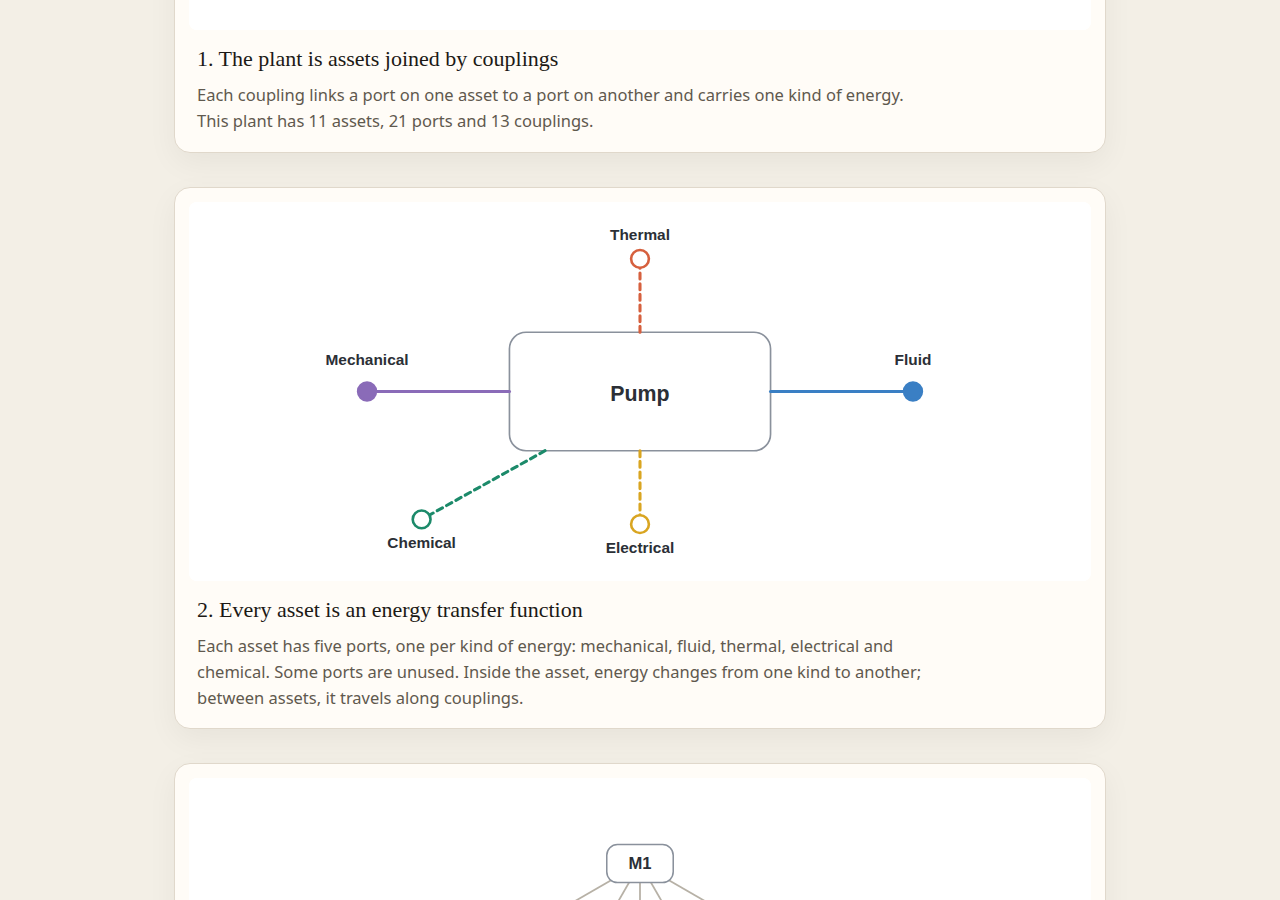 1. The plant is assets joined by couplings
Each coupling links a port on one asset to a port on another and carries one kind of energy.
This plant has 11 assets, 21 ports and 13 couplings.
Thermal
Mechanical
Fluid
Pump
Chemical
Electrical
2. Every asset is an energy transfer function
Each asset has five ports, one per kind of energy: mechanical, fluid, thermal, electrical and
chemical. Some ports are unused. Inside the asset, energy changes from one kind to another;
between assets, it travels along couplings.
M1